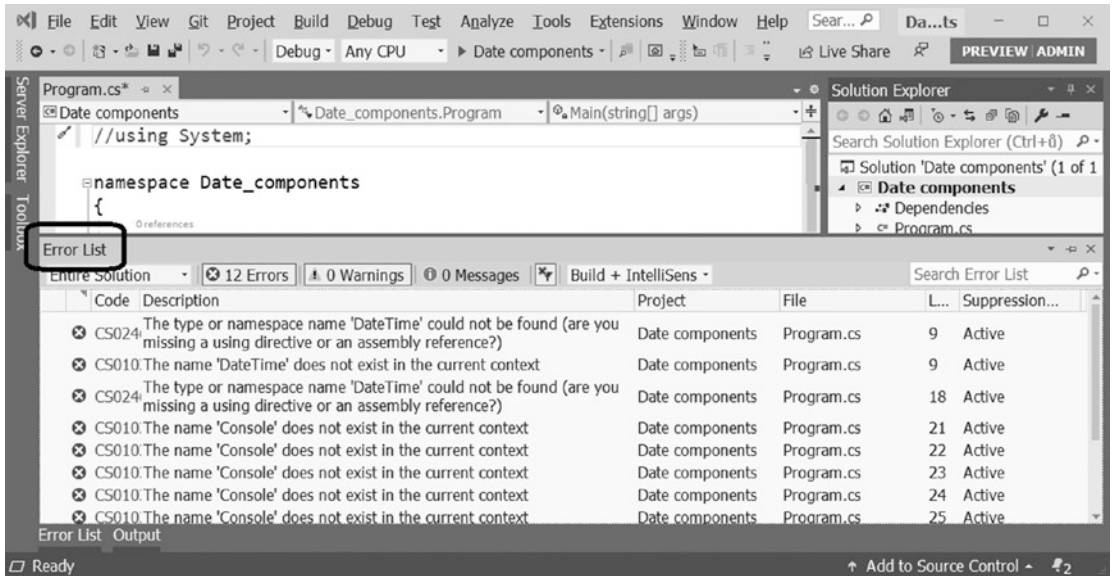 File Edit View Git Project Build Debug Test Analyze Tools Extensions Window Help Sear... Da...ts
Debug Any CPU Date components Live Share PREVIEW ADMIN
Server Explorer
Toolbox
Program.cs*
Date components Date_components.Program Main(string[] args)
//using System;
namespace Date_components
{
0 references
Solution Explorer
Search Solution Explorer (Ctrl+ů)
Solution 'Date components' (1 of 1
Date components
Dependencies
Program.cs
Error List
Entire Solution 12 Errors 0 Warnings 0 Messages Build + IntelliSens Search Error List
Code Description Project File L... Suppression...
CS024 The type or namespace name 'DateTime' could not be found (are you missing a using directive or an assembly reference?) Date components Program.cs 9 Active
CS010 The name 'DateTime' does not exist in the current context Date components Program.cs 9 Active
CS024 The type or namespace name 'DateTime' could not be found (are you missing a using directive or an assembly reference?) Date components Program.cs 18 Active
CS010 The name 'Console' does not exist in the current context Date components Program.cs 21 Active
CS010 The name 'Console' does not exist in the current context Date components Program.cs 22 Active
CS010 The name 'Console' does not exist in the current context Date components Program.cs 23 Active
CS010 The name 'Console' does not exist in the current context Date components Program.cs 24 Active
CS010 The name 'Console' does not exist in the current context Date components Program.cs 25 Active
Error List Output
Ready Add to Source Control 2